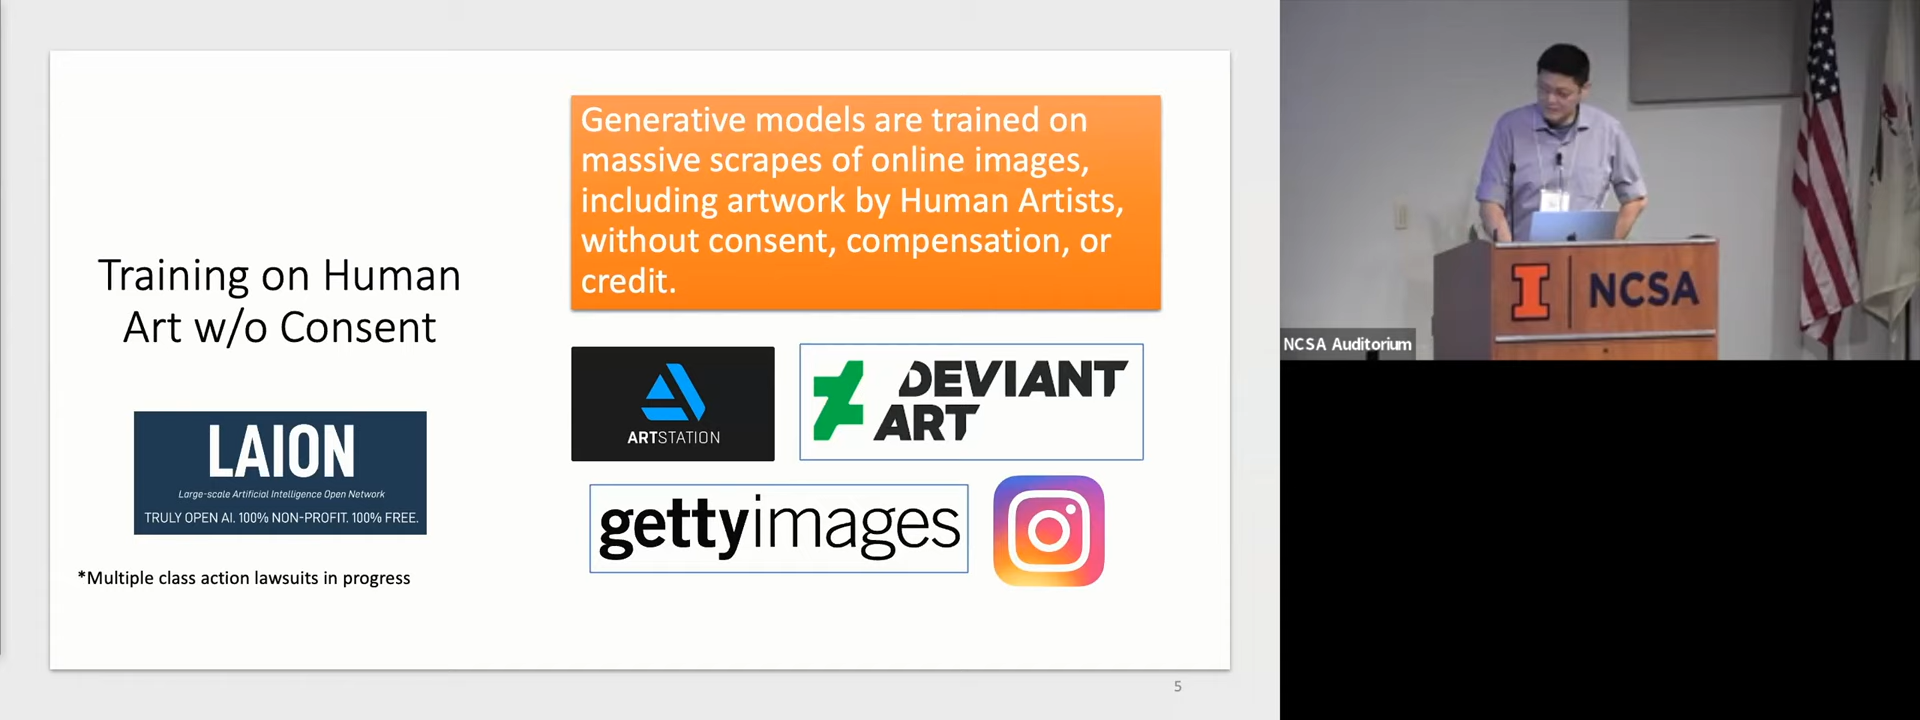 Training on Human
Art w/o Consent
LAION
Large-scale Artificial Intelligence Open Network
TRULY OPEN AI. 100% NON-PROFIT. 100% FREE.
*Multiple class action lawsuits in progress
Generative models are trained on
massive scrapes of online images,
including artwork by Human Artists,
without consent, compensation, or
credit.
ARTSTATION
DEVIANT
ART
gettyimages
5
I NCSA
NCSA Auditorium